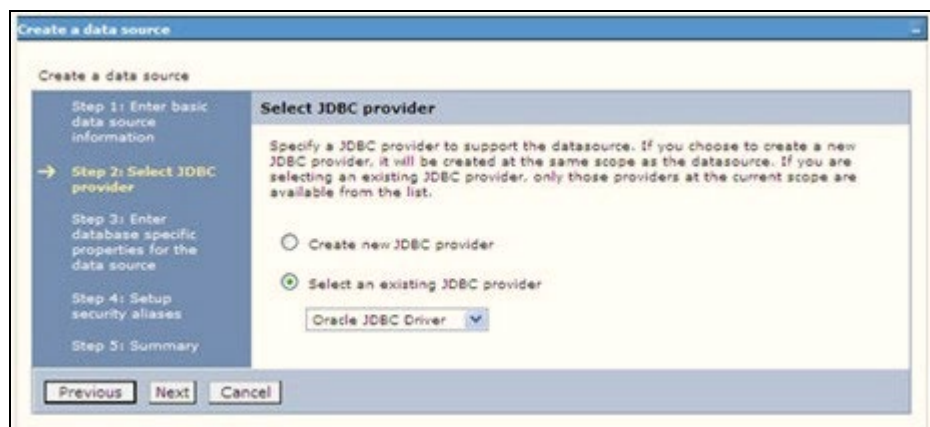 Create a data source
Create a data source
Step 1: Enter basic
data source
information
Step 2: Select JDBC
provider
Step 3: Enter
database specific
properties for the
data source
Step 4: Setup
security aliases
Step 5: Summary
Select JDBC provider
Specify a JDBC provider to support the datasource. If you choose to create a new
JDBC provider, it will be created at the same scope as the datasource. If you are
selecting an existing JDBC provider, only those providers at the current scope are
available from the list.
Create new JDBC provider
Select an existing JDBC provider
Oracle JDBC Driver
Previous Next Cancel